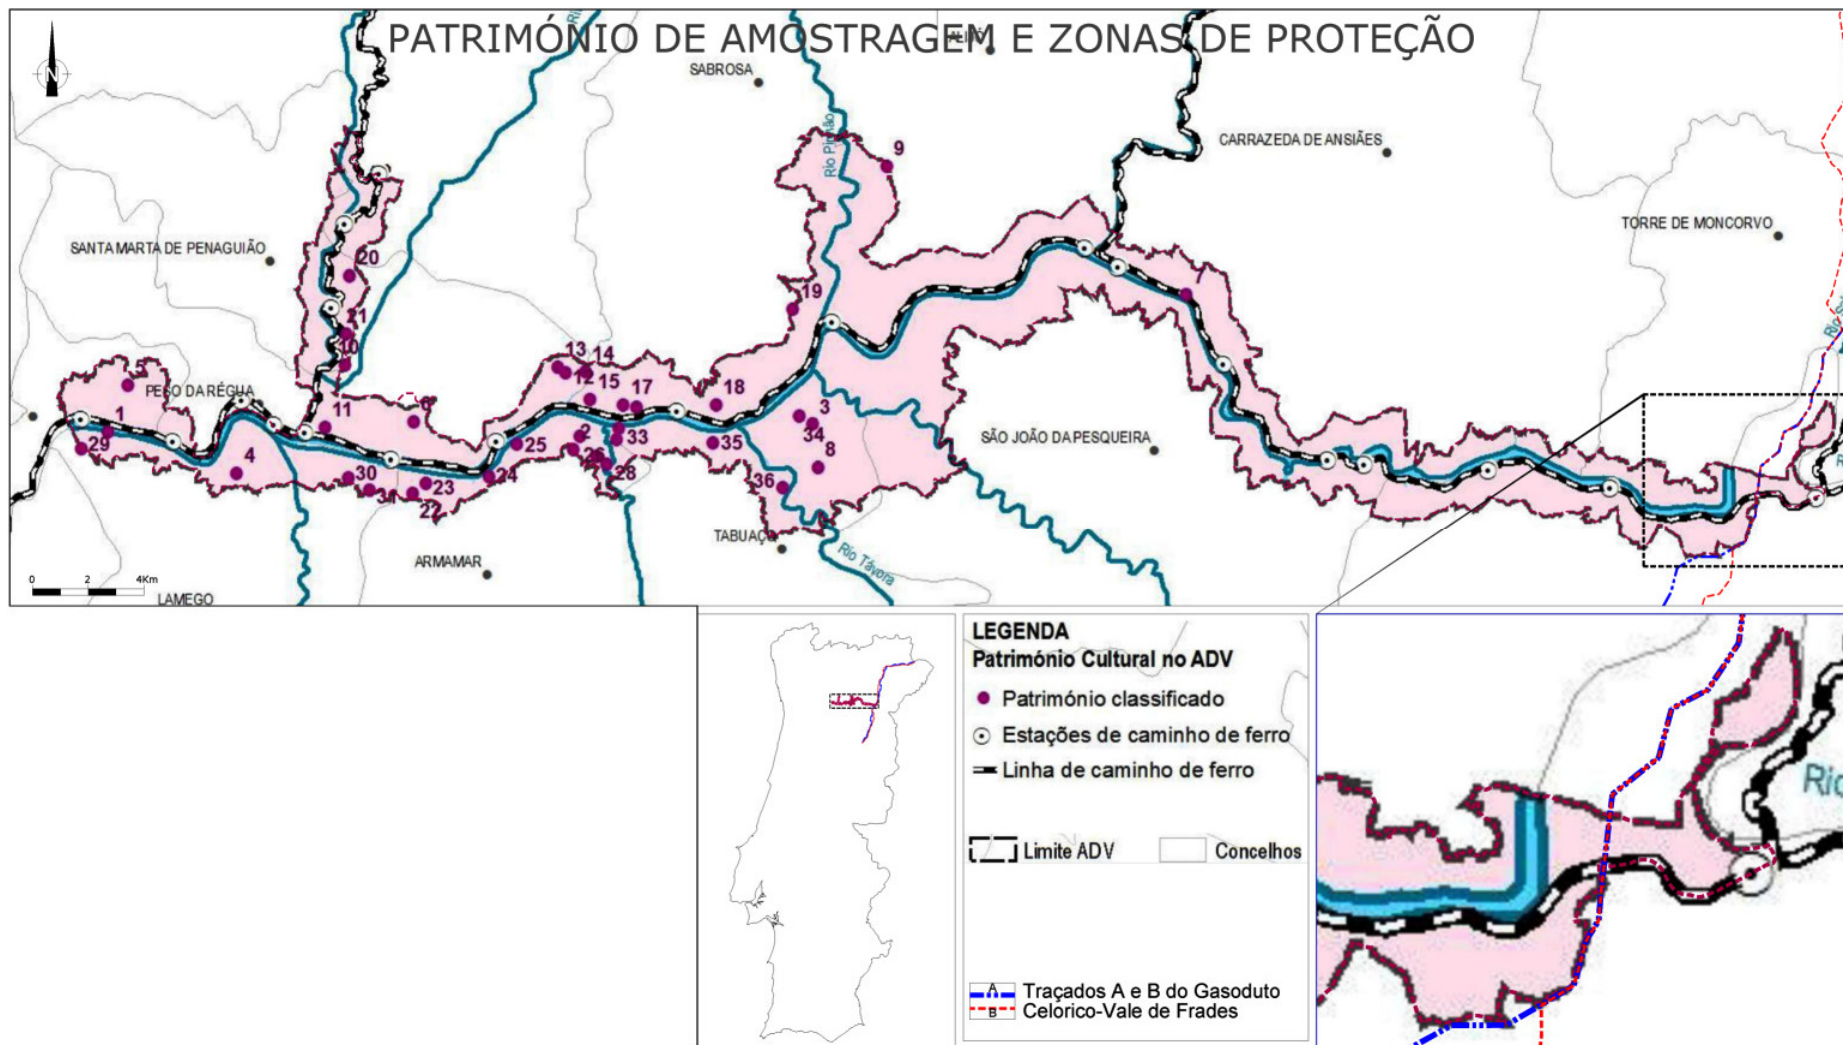 PATRIMÓNIO DE AMOSTRAGEM E ZONAS DE PROTEÇÃO
N
SABROSA
CARRAZEDA DE ANSIÃES
Rio Pinhão
9
TORRE DE MONCORVO
SANTA MARTA DE PENAGUIÃO
20
7
19
21
10
13
14
5
12
PESO DA RÉGUA
15
17
18
1
11
6
3
2
33
34
29
25
35
SÃO JOÃO DA PESQUEIRA
4
26
8
30
23
24
28
36
31
22
TABUAÇO
Rio Távora
ARMAMAR
0 2 4Km
LAMEGO
LEGENDA
Património Cultural no ADV
Património classificado
Estações de caminho de ferro
Linha de caminho de ferro
Limite ADV
Concelhos
A
Traçados A e B do Gasoduto
B
Celorico-Vale de Frades